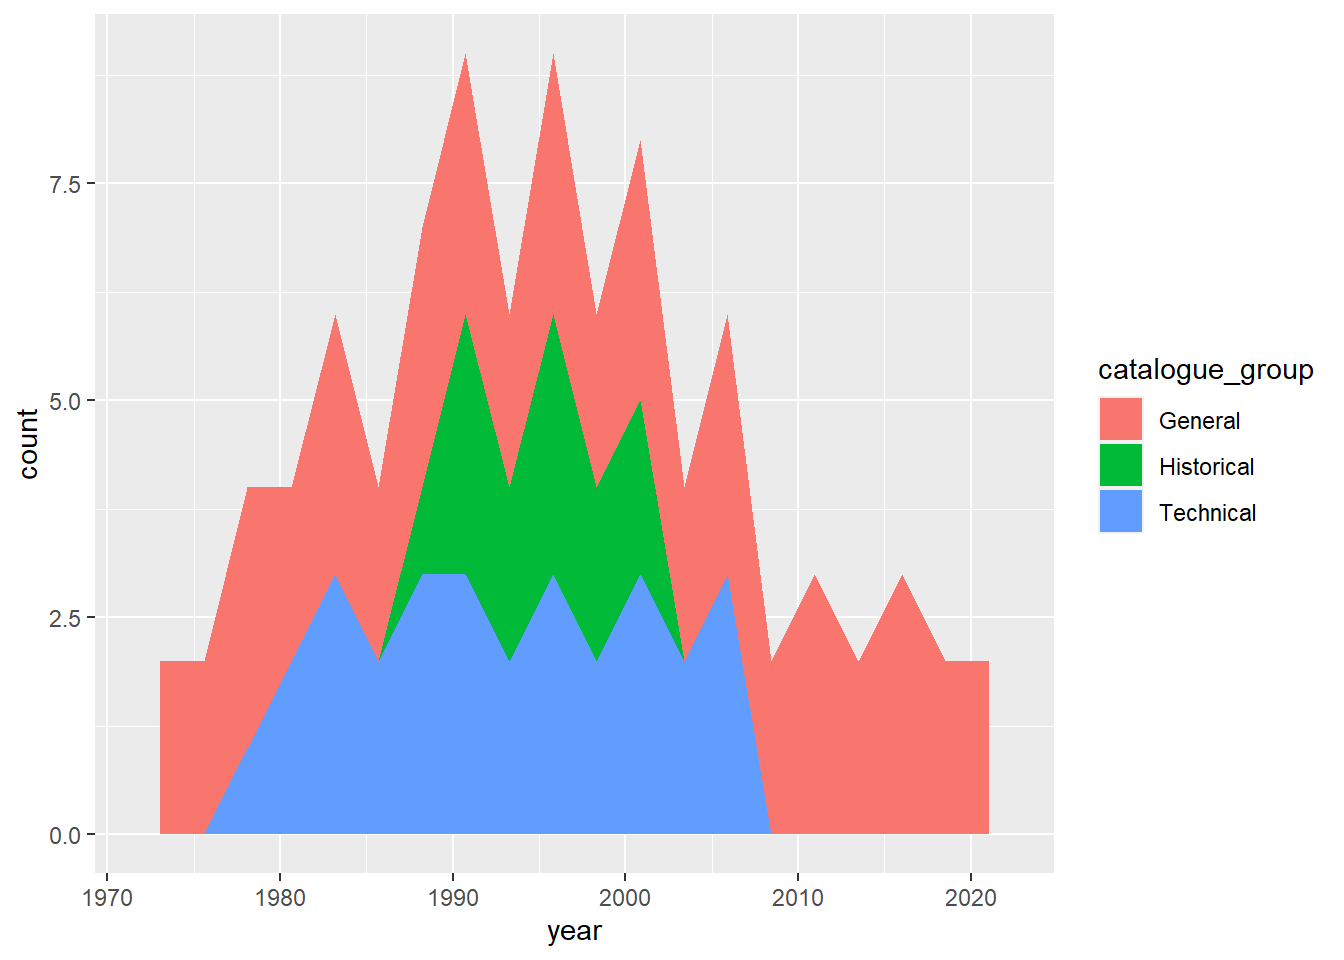 7.5
5.0
2.5
0.0
count
1970 1980 1990 2000 2010 2020
year
catalogue_group
General
Historical
Technical